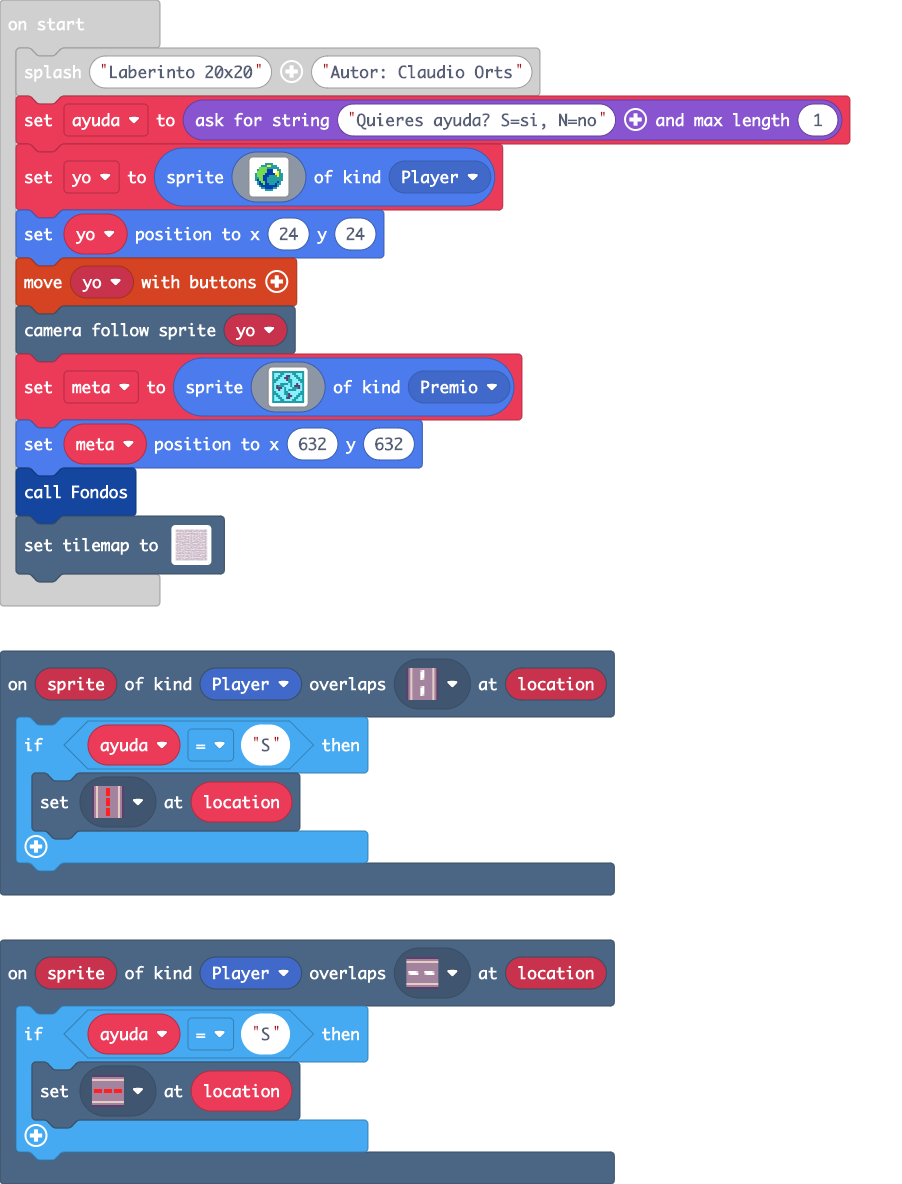 on start
splash "Laberinto 20x20" "Autor: Claudio Orts"
set ayuda to ask for string "Quieres ayuda? S=si, N=no" and max length 1
set yo to sprite of kind Player
set yo position to x 24 y 24
move yo with buttons
camera follow sprite yo
set meta to sprite of kind Premio
set meta position to x 632 y 632
call Fondos
set tilemap to
on sprite of kind Player overlaps at location
if ayuda = "S" then
set at location
on sprite of kind Player overlaps at location
if ayuda = "S" then
set at location